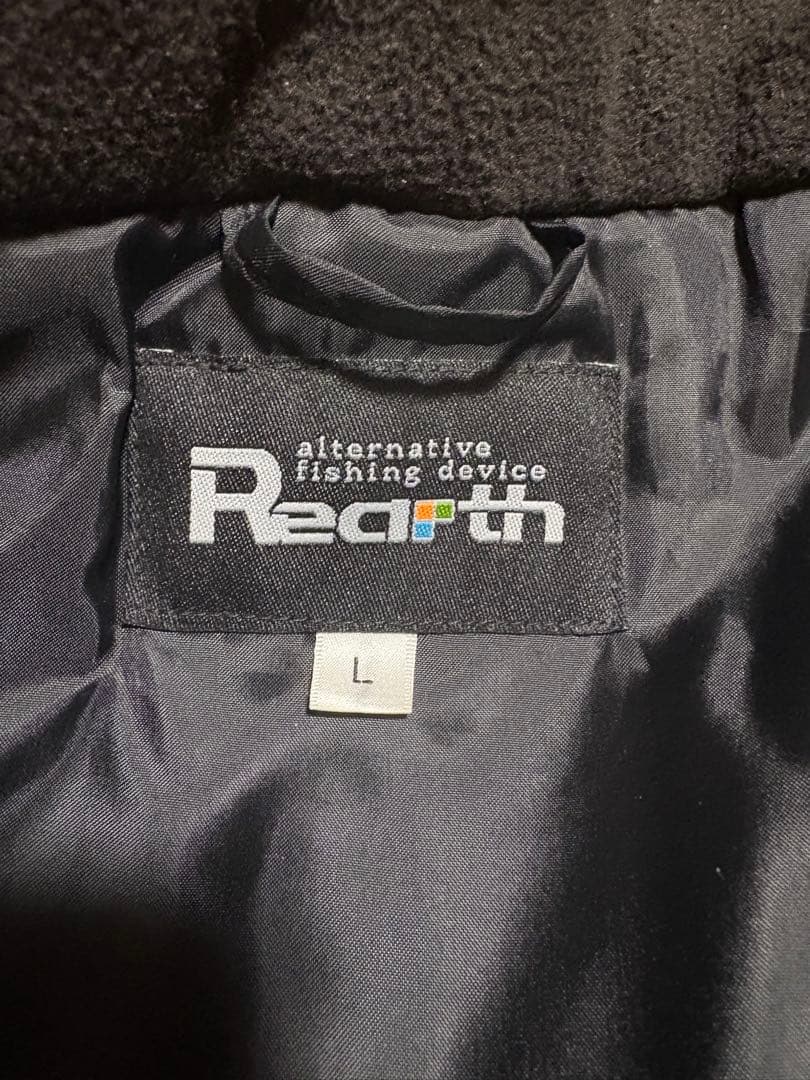 alternative
fishing device
Rearth
L